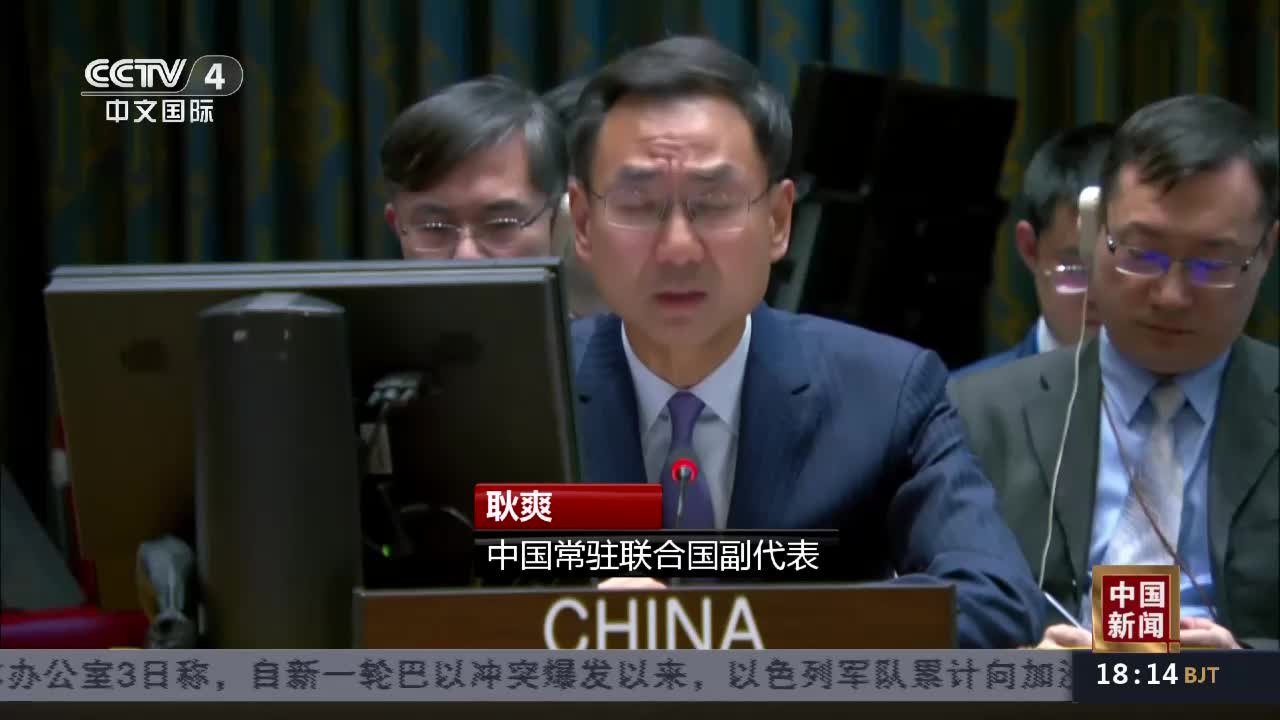 CCTV 4
中文国际
耿爽
中国常驻联合国副代表
CHINA
中国
新闻
办公室3日称，自新一轮巴以冲突爆发以来，以色列军队累计向加
18:14 BJT